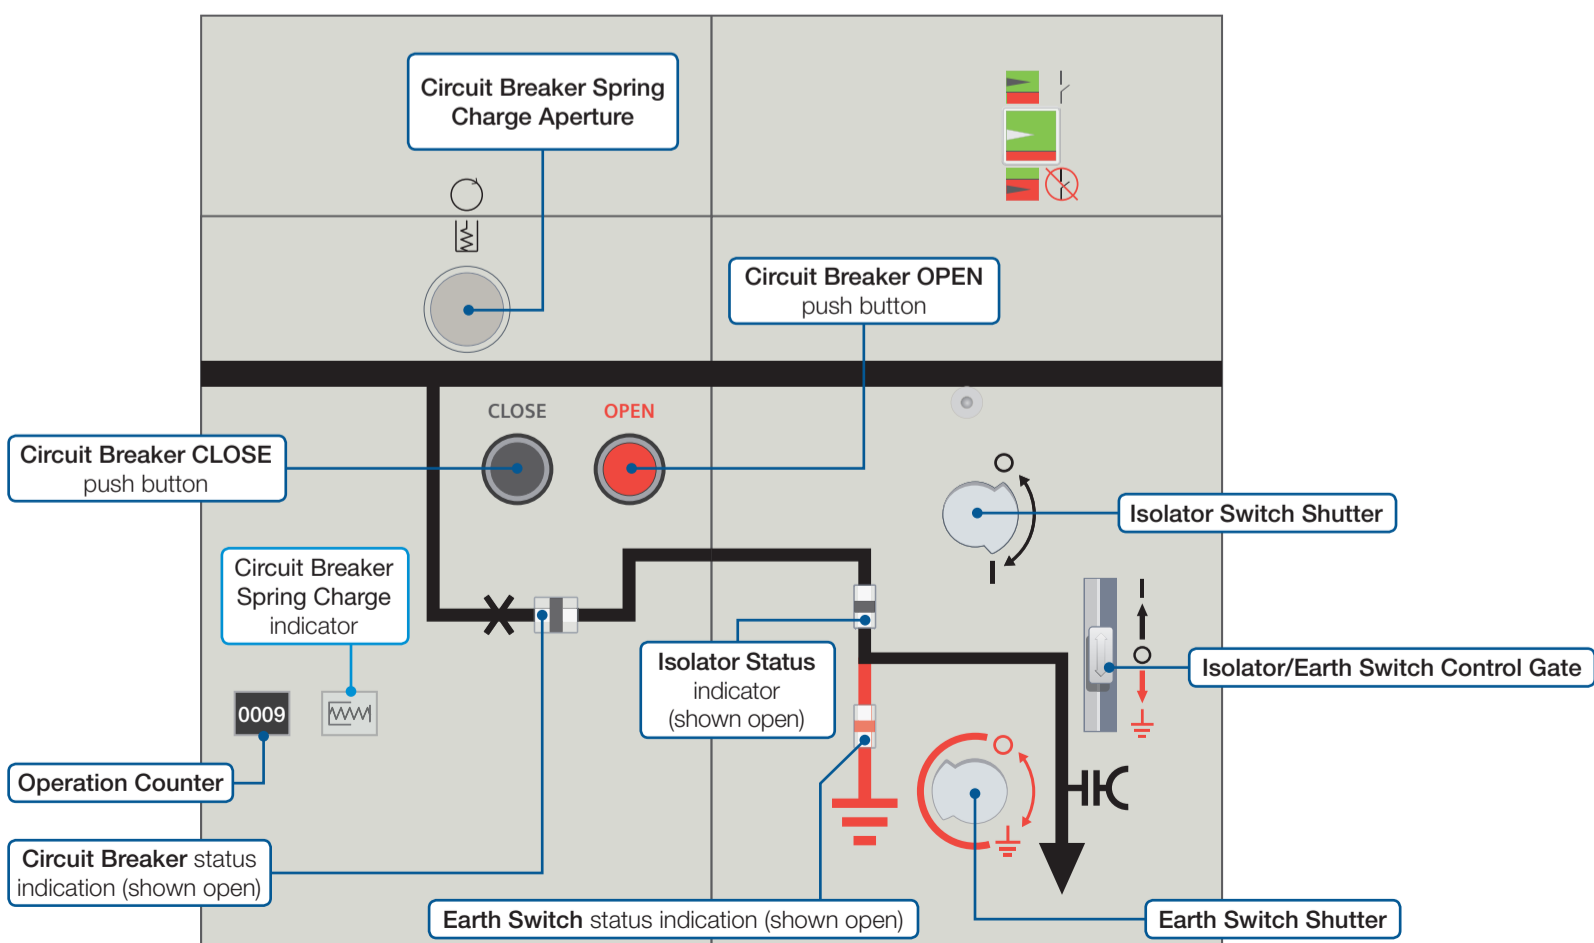 Circuit Breaker Spring
Charge Aperture
Circuit Breaker OPEN
push button
CLOSE
OPEN
Circuit Breaker CLOSE
push button
Isolator Switch Shutter
Circuit Breaker
Spring Charge
indicator
Isolator Status
indicator
(shown open)
Isolator/Earth Switch Control Gate
0009
Operation Counter
Circuit Breaker status
indication (shown open)
Earth Switch status indication (shown open)
Earth Switch Shutter